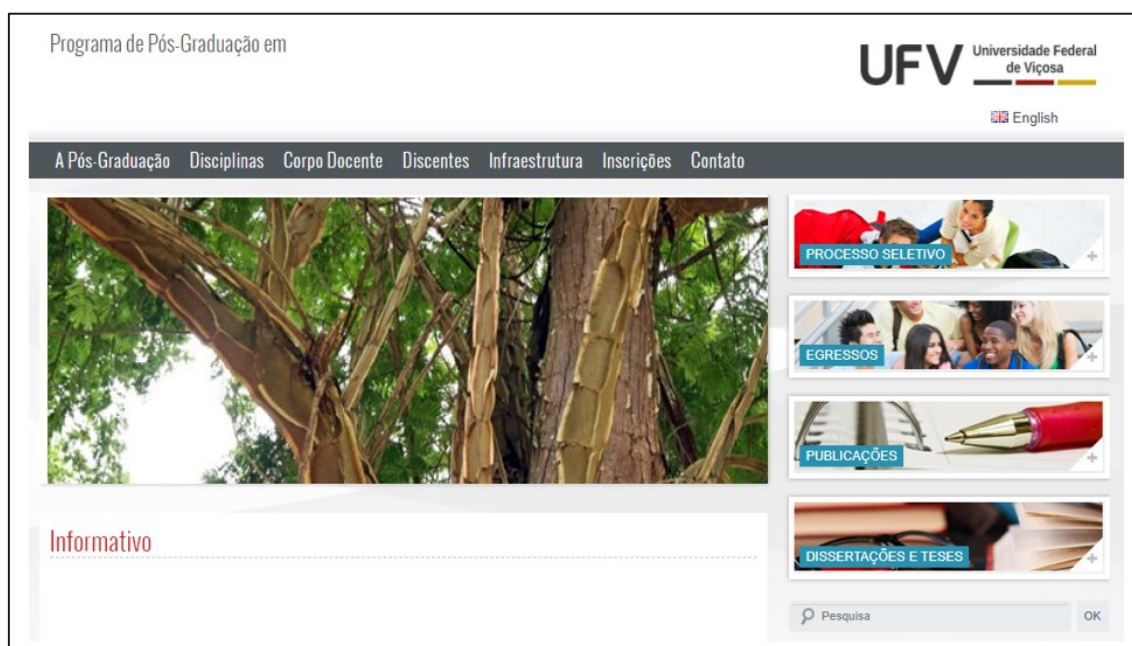 Programa de Pós-Graduação em
UFV
Universidade Federal
de Viçosa
English
A Pós-Graduação Disciplinas Corpo Docente Discentes Infraestrutura Inscrições Contato
PROCESSO SELETIVO
EGRESSOS
PUBLICAÇÕES
DISSERTAÇÕES E TESES
Informativo
Pesquisa OK